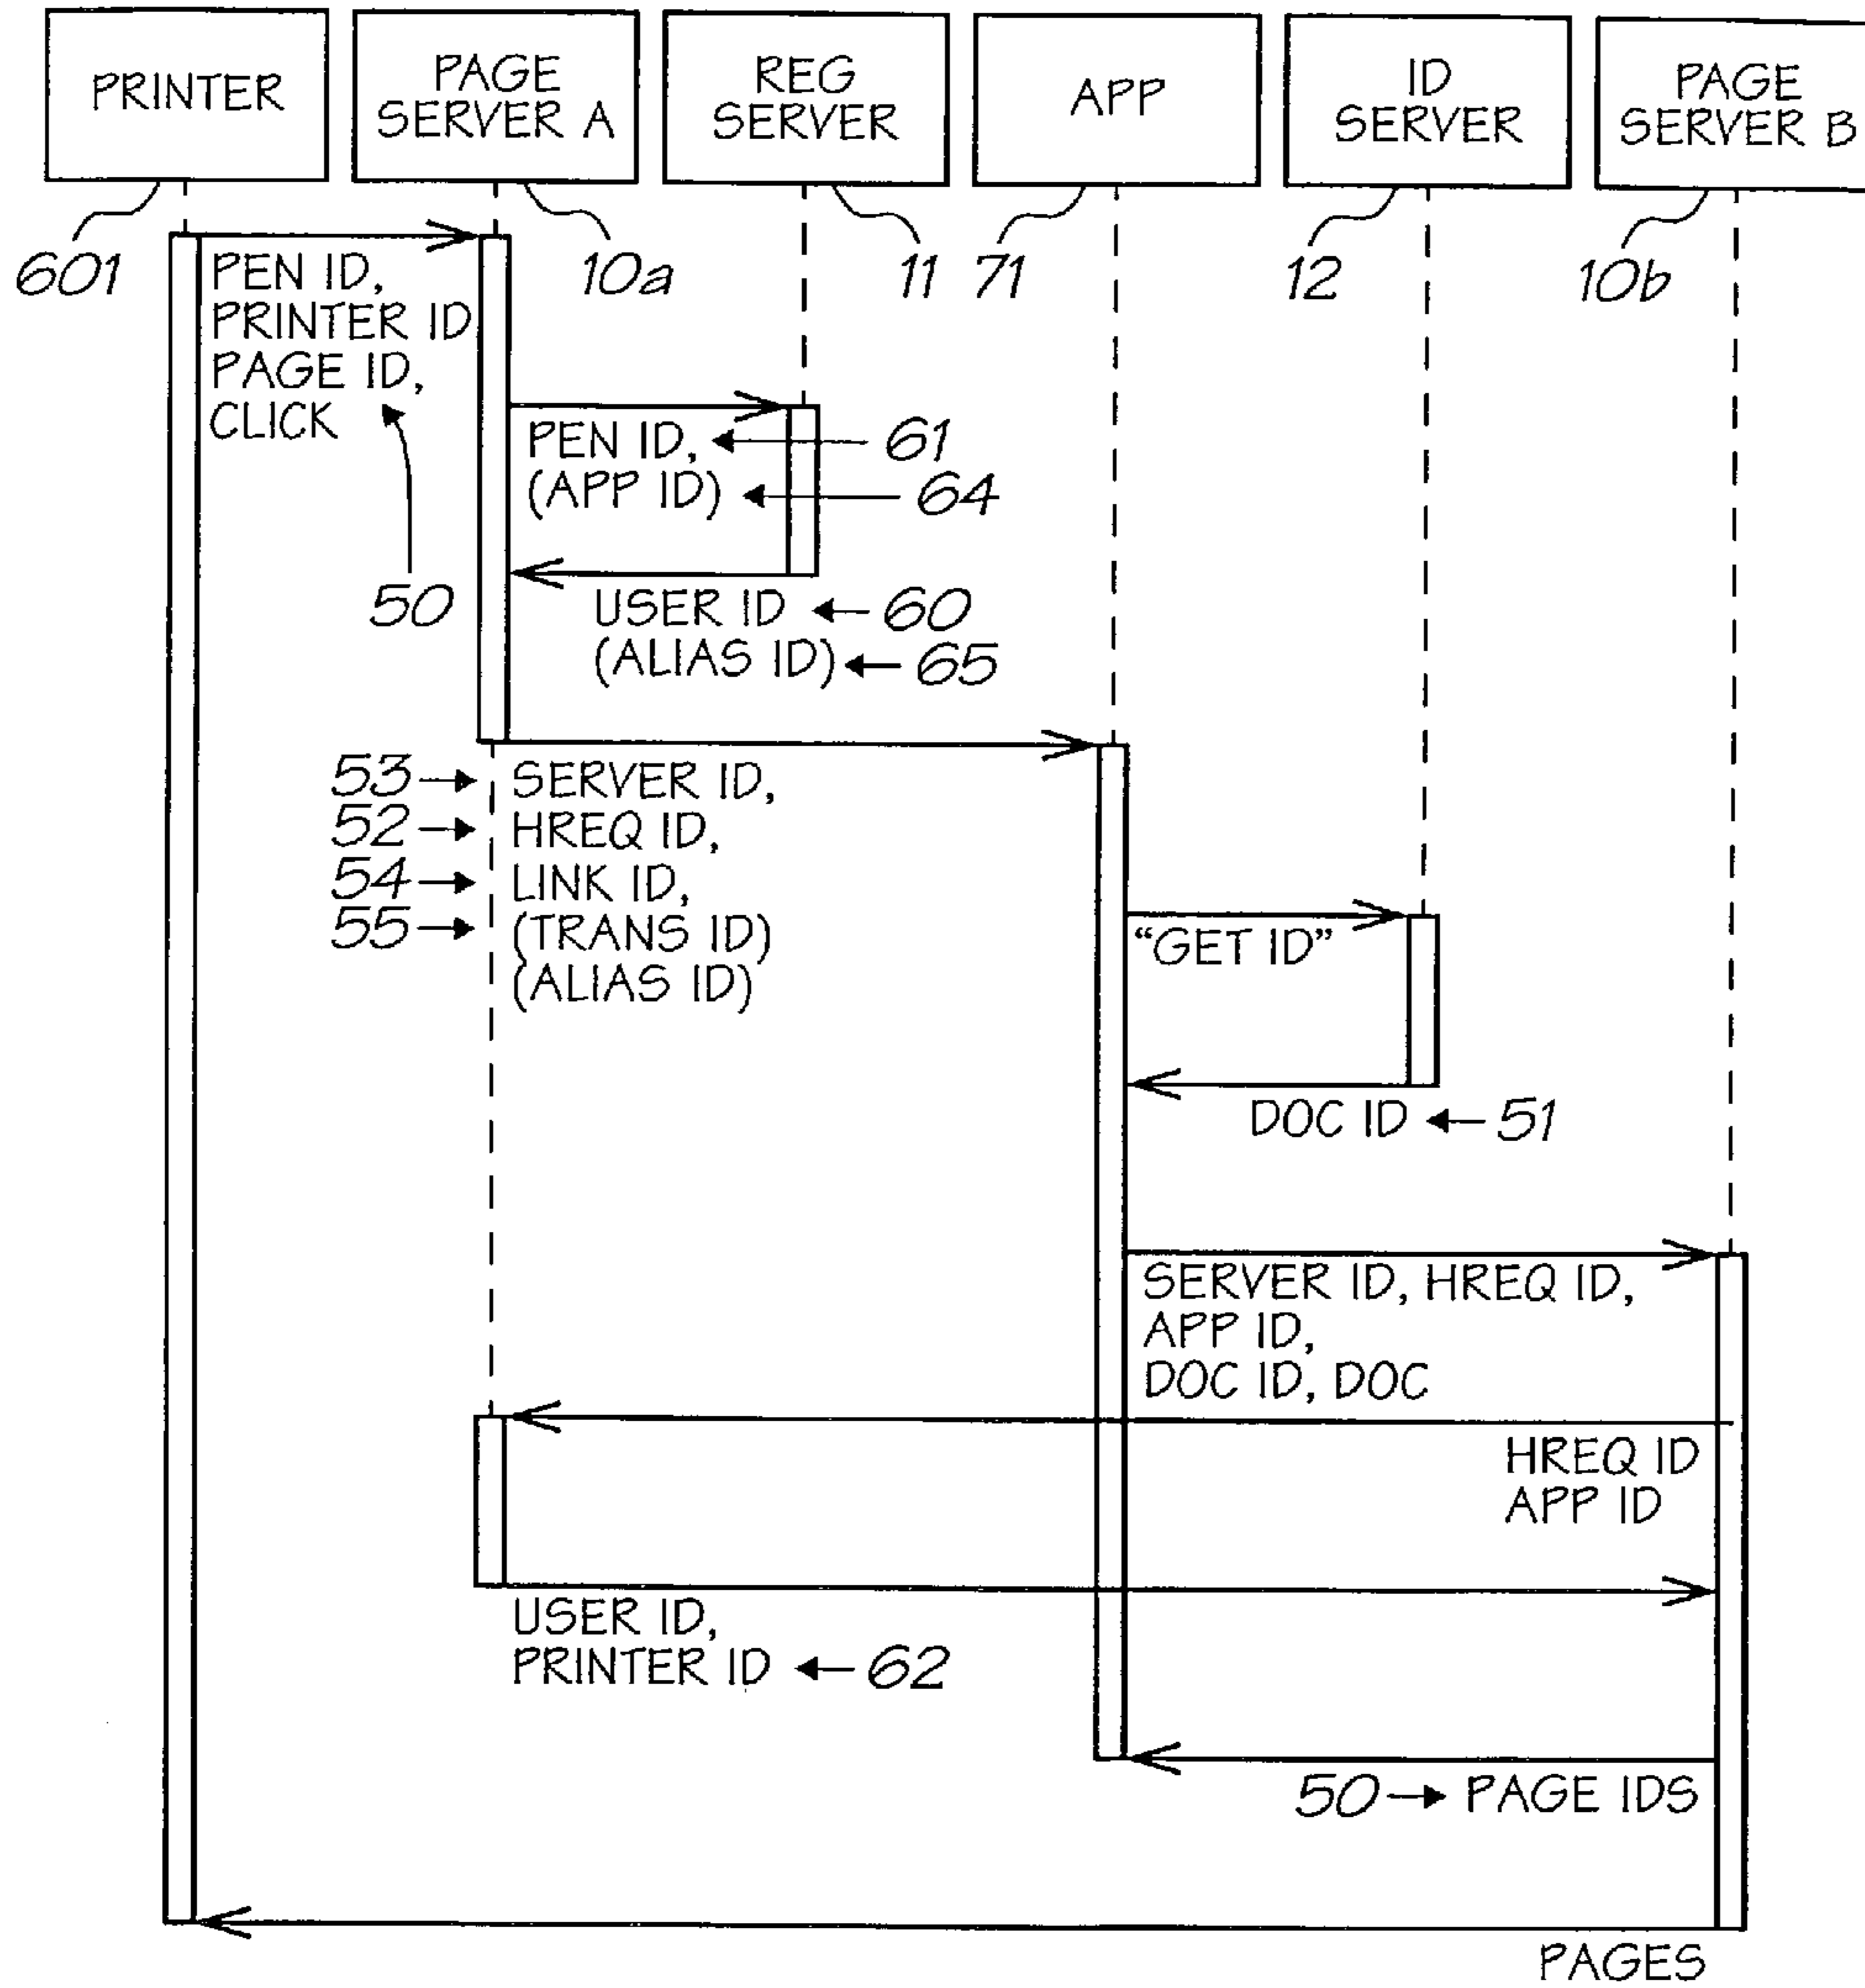 PRINTER
PAGE
SERVER A
REG
SERVER
APP
ID
SERVER
PAGE
SERVER B
601
10a
11
71
12
10b
PEN ID,
PRINTER ID
PAGE ID,
CLICK
50
PEN ID,
61
(APP ID)
64
USER ID
60
(ALIAS ID)
65
53
SERVER ID,
52
HREQ ID,
54
LINK ID,
55
(TRANS ID)
(ALIAS ID)
“GET ID”
DOC ID
51
SERVER ID, HREQ ID,
APP ID,
DOC ID, DOC
HREQ ID
APP ID
USER ID,
PRINTER ID
62
50
PAGE IDS
PAGES